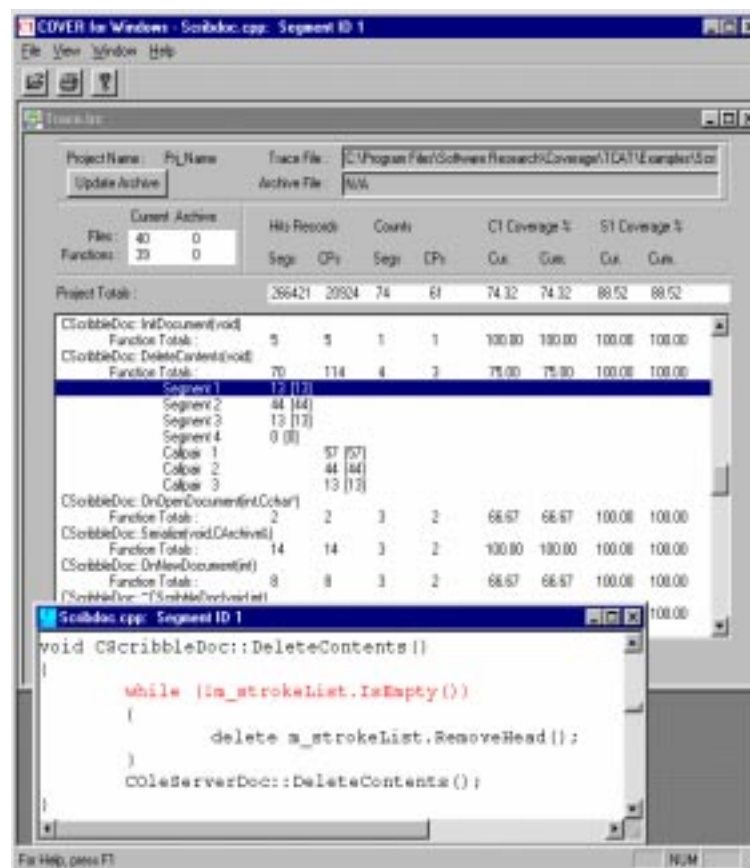 COVER for Windows - Scribdoc.cpp: Segment ID 1
File View Window Help
Trace.trc
Project Name : Prj_Name Trace File : C:\Program Files\Software Research\Coverage\TCAT\Examples\Scr
Update Archive Archive File : N/A
Current Archive Hits Records Counts C1 Coverage % S1 Coverage %
Files : 40 0
Functions : 39 0 Segs CPs Segs CPs Cur. Cum. Cur. Cum.
Project Totals : 266421 20924 74 61 74.32 74.32 88.52 88.52
CScribbleDoc: InitDocument(void)
Function Totals : 5 5 1 1 100.00 100.00 100.00 100.00
CScribbleDoc: DeleteContents(void)
Function Totals : 70 114 4 3 75.00 75.00 100.00 100.00
Segment 1 13 [13]
Segment 2 44 [44]
Segment 3 13 [13]
Segment 4 0 [0]
Callpair 1 57 [57]
Callpair 2 44 [44]
Callpair 3 13 [13]
CScribbleDoc: OnOpenDocument(int,Cchar*)
Function Totals : 2 2 3 2 66.67 66.67 100.00 100.00
CScribbleDoc: Serialize(void,CArchive&)
Function Totals : 14 14 3 2 100.00 100.00 100.00 100.00
CScribbleDoc: OnNewDocument(int)
Function Totals : 8 8 3 2 66.67 66.67 100.00 100.00
CScribbleDoc: ~CScribbleDoc(void,int)
100.00
Scribdoc.cpp: Segment ID 1
void CScribbleDoc::DeleteContents()
{
while (!m_strokeList.IsEmpty())
{
delete m_strokeList.RemoveHead();
}
COleServerDoc::DeleteContents();
}
For Help, press F1 NUM